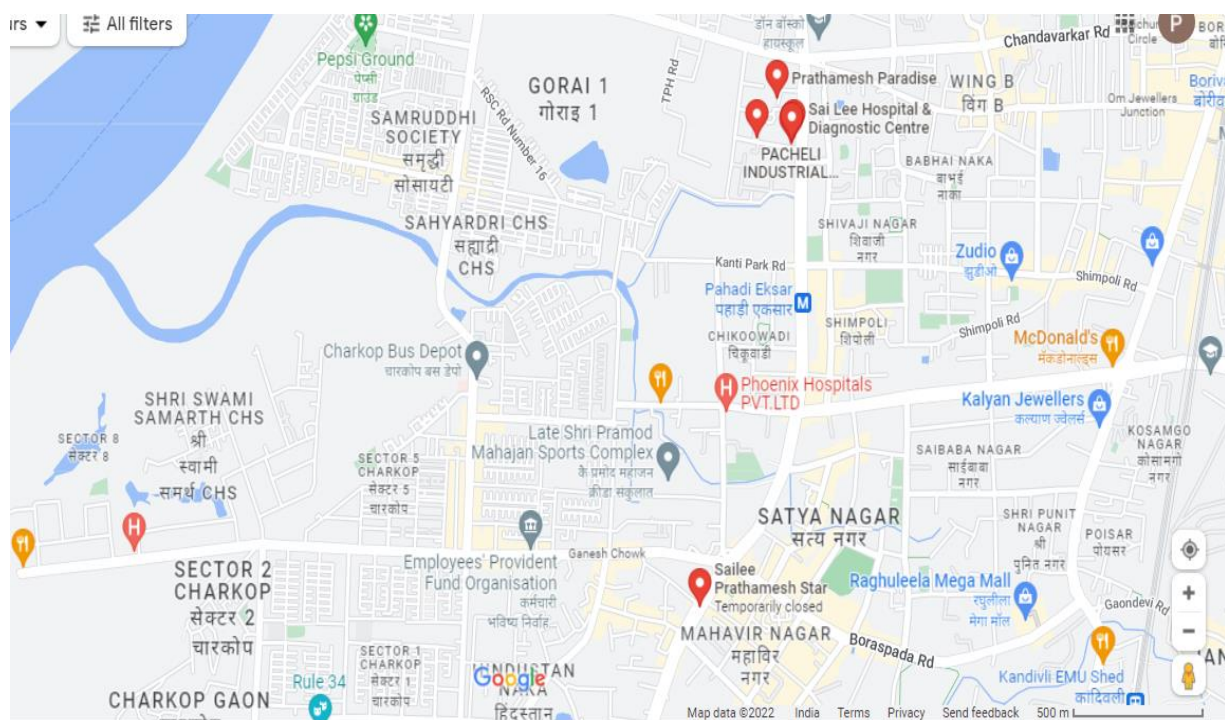 urs
All filters
Pepsi Ground
पेप्सी
ग्राउंड
GORAI 1
गोराइ 1
TPH Rd
RSC Rd Number 16
SAMRUDDHI
SOCIETY
समृद्धी
सोसायटी
SAHYARDRI CHS
सह्याद्री
CHS
डॉन बॉस्को
हायस्कूल
Chandavarkar Rd
Circle
P
Prathamesh Paradise
Sai Lee Hospital &
Diagnostic Centre
PACHELI
INDUSTRIAL...
WING B
विंग B
Om Jewellers
Junction
BABHAI NAKA
बाभई
नाका
SHIVAJI NAGAR
शिवाजी
नगर
Zudio
झुडीओ
Shimpoli Rd
Kanti Park Rd
Pahadi Eksar
पहाडी एकसार
M
CHIKOOWADI
चिकूवाडी
SHIMPOLI
शिंपोली
Shimpoli Rd
McDonald's
मॅकडोनाल्ड्स
Charkop Bus Depot
चारकोप बस डेपो
H
Phoenix Hospitals
PVT.LTD
Kalyan Jewellers
कल्याण ज्वेलर्स
SHRI SWAMI
SAMARTH CHS
श्री
स्वामी
समर्थ CHS
SECTOR 8
सेक्टर 8
SECTOR 5
CHARKOP
सेक्टर 5
चारकोप
Late Shri Pramod
Mahajan Sports Complex
कै प्रमोद महाजन
क्रीडा संकुलात
SAIBABA NAGAR
साईबाबा
नगर
KOSAMGO
NAGAR
कोसामगो
नगर
SATYA NAGAR
सत्य नगर
SHRI PUNIT
NAGAR
श्री
पुनित नगर
POISAR
पोयसर
H
SECTOR 2
CHARKOP
सेक्टर 2
चारकोप
Employees' Provident
Fund Organisation
कर्मचारी
भविष्य निर्वाह...
Ganesh Chowk
Sailee
Prathamesh Star
Temporarily closed
Raghuleela Mega Mall
रघुलीला
मेगा मॉल
Gaondevi Rd
MAHAVIR NAGAR
महाविर
नगर
Boraspada Rd
SECTOR 1
CHARKOP
सेक्टर 1
चारकोप
Rule 34
CHARKOP GAON
HINDUSTAN
NAKA
हिंदुस्तान
Google
Kandivli EMU Shed
कांदिवली
Map data ©2022 India Terms Privacy Send feedback 500 m